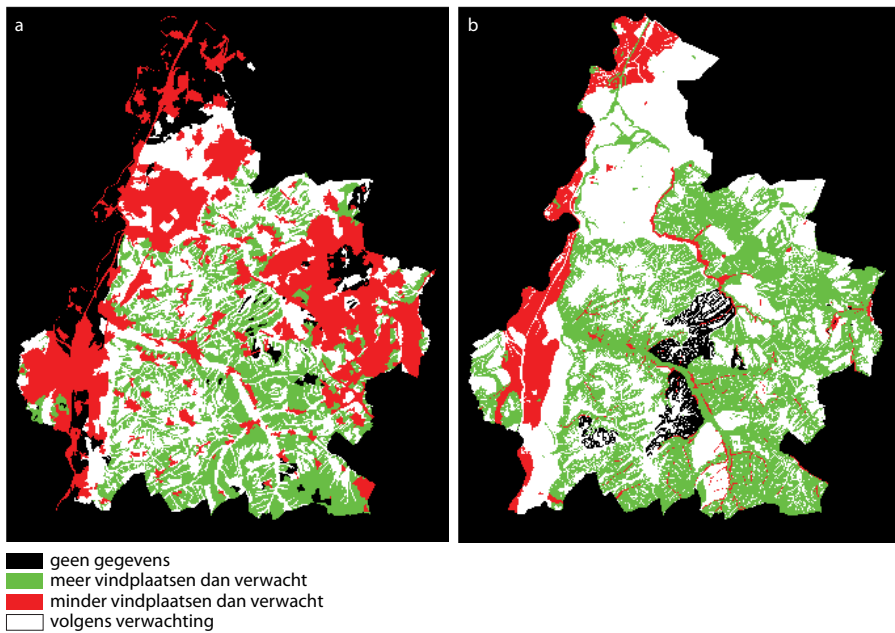 a
b
geen gegevens
meer vindplaatsen dan verwacht
minder vindplaatsen dan verwacht
volgens verwachting